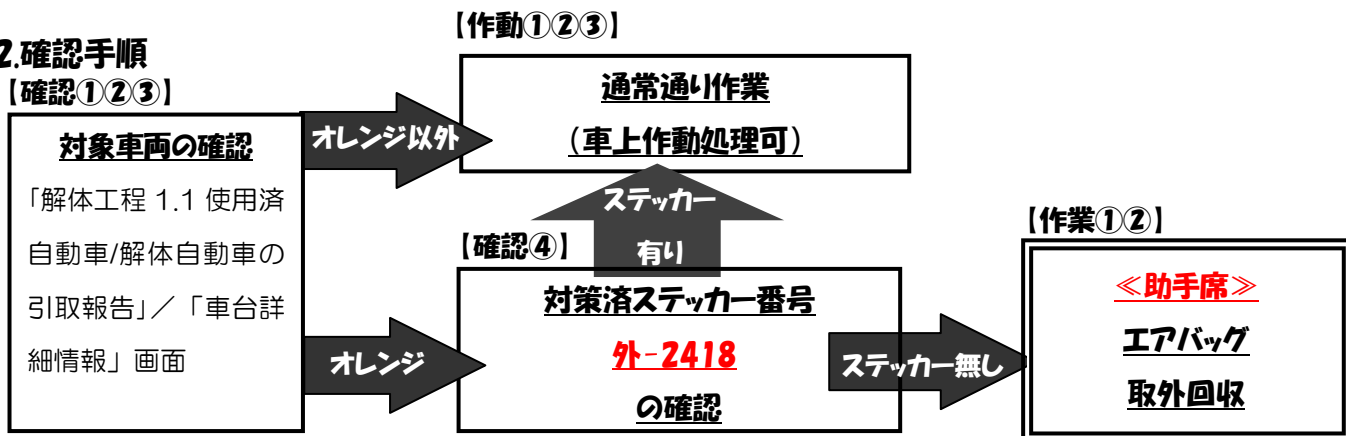 2.確認手順
【確認①②③】
対象車両の確認
「解体工程 1.1 使用済
自動車/解体自動車の
引取報告」／「車台詳
細情報」画面
オレンジ以外
【作動①②③】
通常通り作業
（車上作動処理可）
オレンジ
【確認④】
ステッカー
有り
対策済ステッカー番号
外-2418
の確認
ステッカー無し
【作業①②】
≪助手席≫
エアバッグ
取外回収